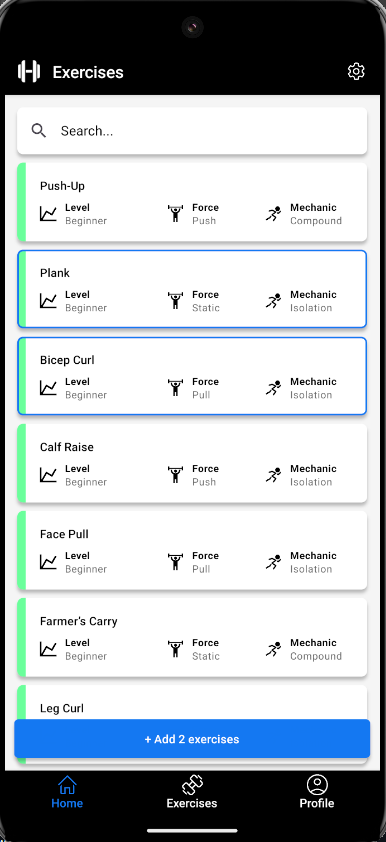 Exercises
Search...
Push-Up
Level Force Mechanic
Beginner Push Compound
Plank
Level Force Mechanic
Beginner Static Isolation
Bicep Curl
Level Force Mechanic
Beginner Pull Isolation
Calf Raise
Level Force Mechanic
Beginner Push Isolation
Face Pull
Level Force Mechanic
Beginner Pull Isolation
Farmer's Carry
Level Force Mechanic
Beginner Static Compound
Leg Curl
+ Add 2 exercises
Home Exercises Profile